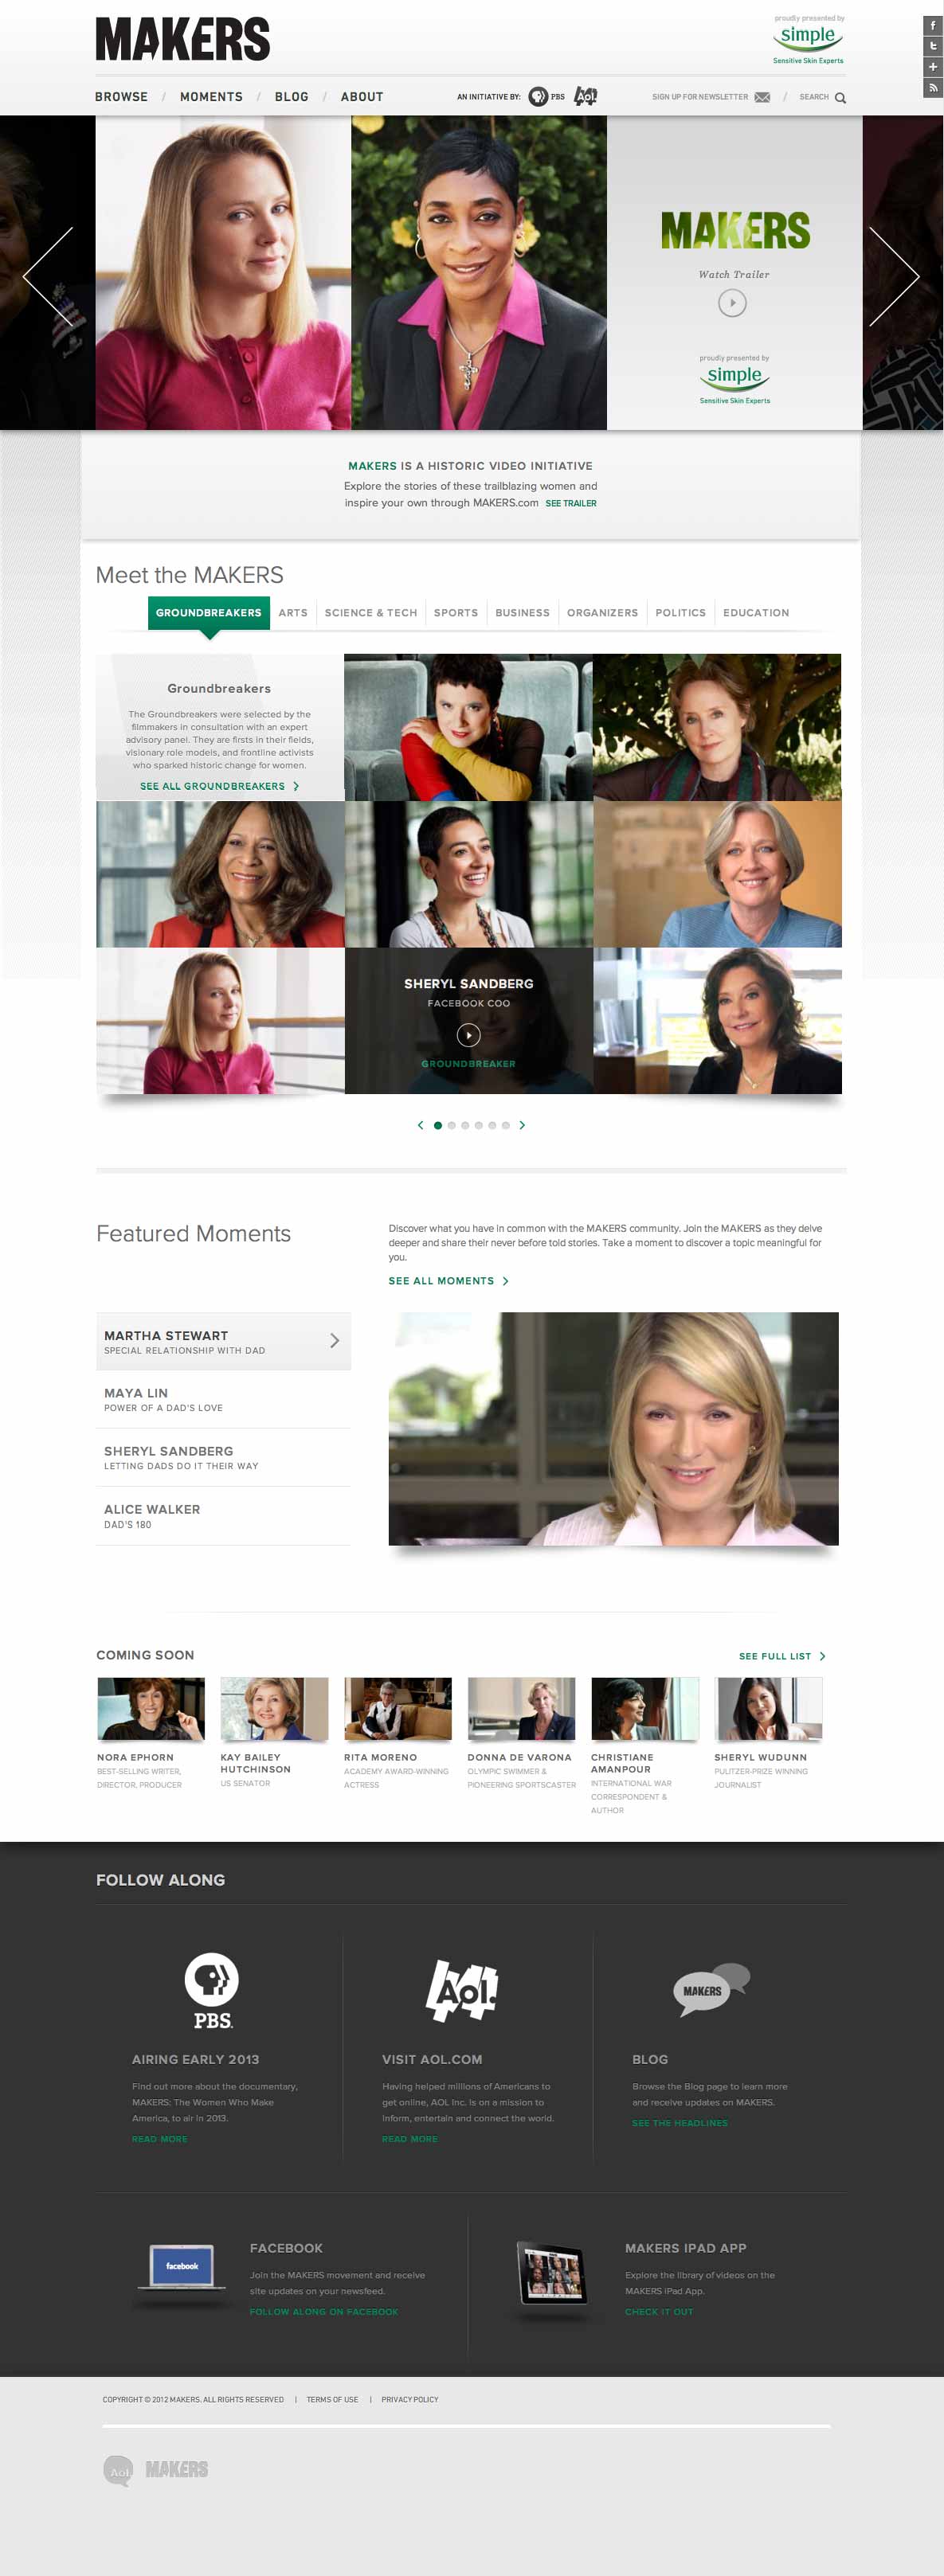 MAKERS
proudly presented by
simple
Sensitive Skin Experts
BROWSE / MOMENTS / BLOG / ABOUT
AN INITIATIVE BY: PBS Aol.
SIGN UP FOR NEWSLETTER / SEARCH
MAKERS
Watch Trailer
proudly presented by
simple
Sensitive Skin Experts
MAKERS IS A HISTORIC VIDEO INITIATIVE
Explore the stories of these trailblazing women and
inspire your own through MAKERS.com SEE TRAILER
Meet the MAKERS
GROUNDBREAKERS ARTS SCIENCE & TECH SPORTS BUSINESS ORGANIZERS POLITICS EDUCATION
Groundbreakers
The Groundbreakers were selected by the
filmmakers in consultation with an expert
advisory panel. They are firsts in their fields,
visionary role models, and frontline activists
who sparked historic change for women.
SEE ALL GROUNDBREAKERS
SHERYL SANDBERG
FACEBOOK COO
GROUNDBREAKER
Featured Moments
Discover what you have in common with the MAKERS community. Join the MAKERS as they delve
deeper and share their never before told stories. Take a moment to discover a topic meaningful for
you.
SEE ALL MOMENTS
MARTHA STEWART
SPECIAL RELATIONSHIP WITH DAD
MAYA LIN
POWER OF A DAD'S LOVE
SHERYL SANDBERG
LETTING DADS DO IT THEIR WAY
ALICE WALKER
DAD'S 180
COMING SOON
SEE FULL LIST
NORA EPHORN
BEST-SELLING WRITER,
DIRECTOR, PRODUCER
KAY BAILEY
HUTCHINSON
US SENATOR
RITA MORENO
ACADEMY AWARD-WINNING
ACTRESS
DONNA DE VARONA
OLYMPIC SWIMMER &
PIONEERING SPORTSCASTER
CHRISTIANE
AMANPOUR
INTERNATIONAL WAR
CORRESPONDENT &
AUTHOR
SHERYL WUDUNN
PULITZER-PRIZE WINNING
JOURNALIST
FOLLOW ALONG
PBS.
AIRING EARLY 2013
Find out more about the documentary,
MAKERS: The Women Who Make
America, to air in 2013.
READ MORE
Aol.
VISIT AOL.COM
Having helped millions of Americans to
get online, AOL Inc. is on a mission to
inform, entertain and connect the world.
READ MORE
MAKERS
BLOG
Browse the Blog page to learn more
and receive updates on MAKERS.
SEE THE HEADLINES
facebook
FACEBOOK
Join the MAKERS movement and receive
site updates on your newsfeed.
FOLLOW ALONG ON FACEBOOK
MAKERS IPAD APP
Explore the library of videos on the
MAKERS iPad App.
CHECK IT OUT
COPYRIGHT © 2012 MAKERS. ALL RIGHTS RESERVED | TERMS OF USE | PRIVACY POLICY
Aol. MAKERS